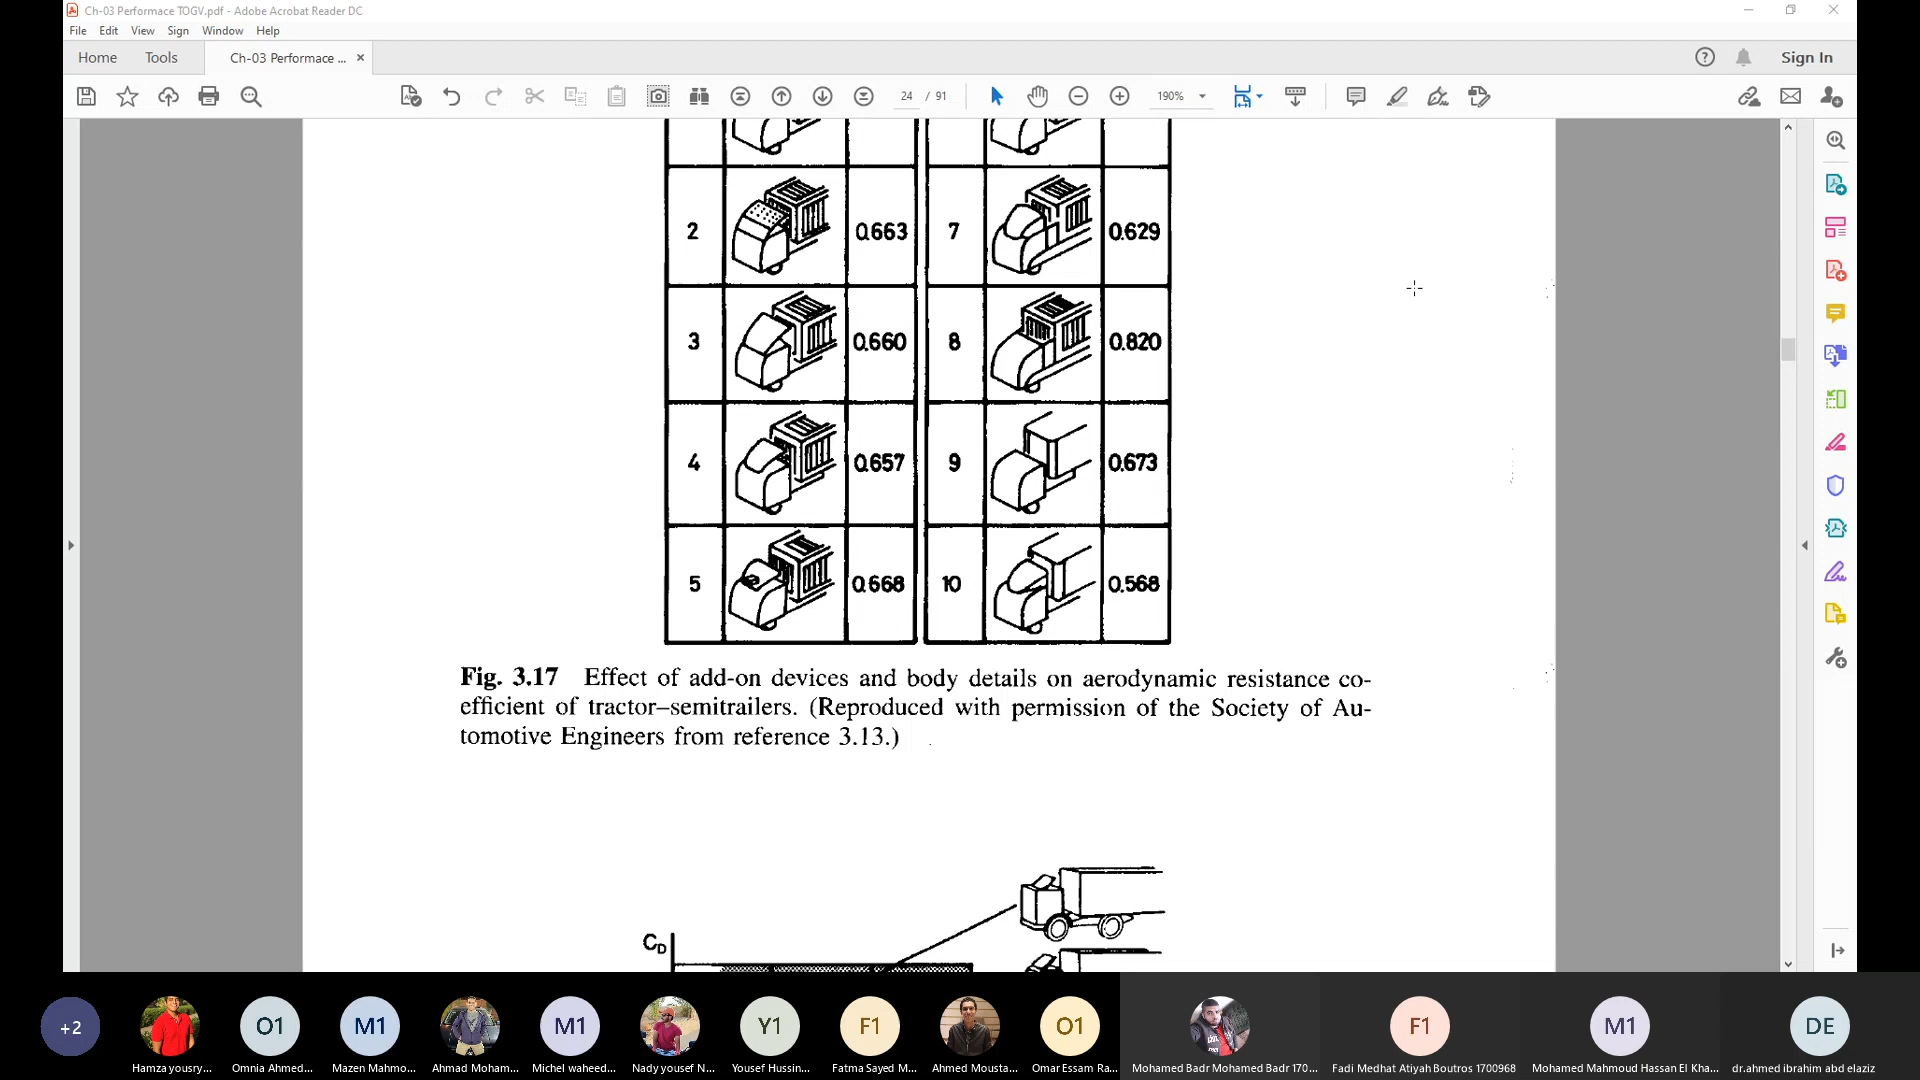 Ch-03 Performace TOGV.pdf - Adobe Acrobat Reader DC
File Edit View Sign Window Help
Home Tools Ch-03 Performace ... × Sign In
24 / 91 190%
2 0.663 7 0.629
3 0.660 8 0.820
4 0.657 9 0.673
5 0.668 10 0.568
Fig. 3.17 Effect of add-on devices and body details on aerodynamic resistance co-
efficient of tractor–semitrailers. (Reproduced with permission of the Society of Au-
tomotive Engineers from reference 3.13.)
CD
+2 O1 M1 M1 Y1 F1 O1 F1 M1 DE
Hamza yousry... Omnia Ahmed... Mazen Mahmo... Ahmad Moham... Michel waheed... Nady yousef N... Yousef Hussin... Fatma Sayed M... Ahmed Mousta... Omar Essam Ra... Mohamed Badr Mohamed Badr 170... Fadi Medhat Atiyah Boutros 1700968 Mohamed Mahmoud Hassan El Kha... dr.ahmed ibrahim abd elaziz